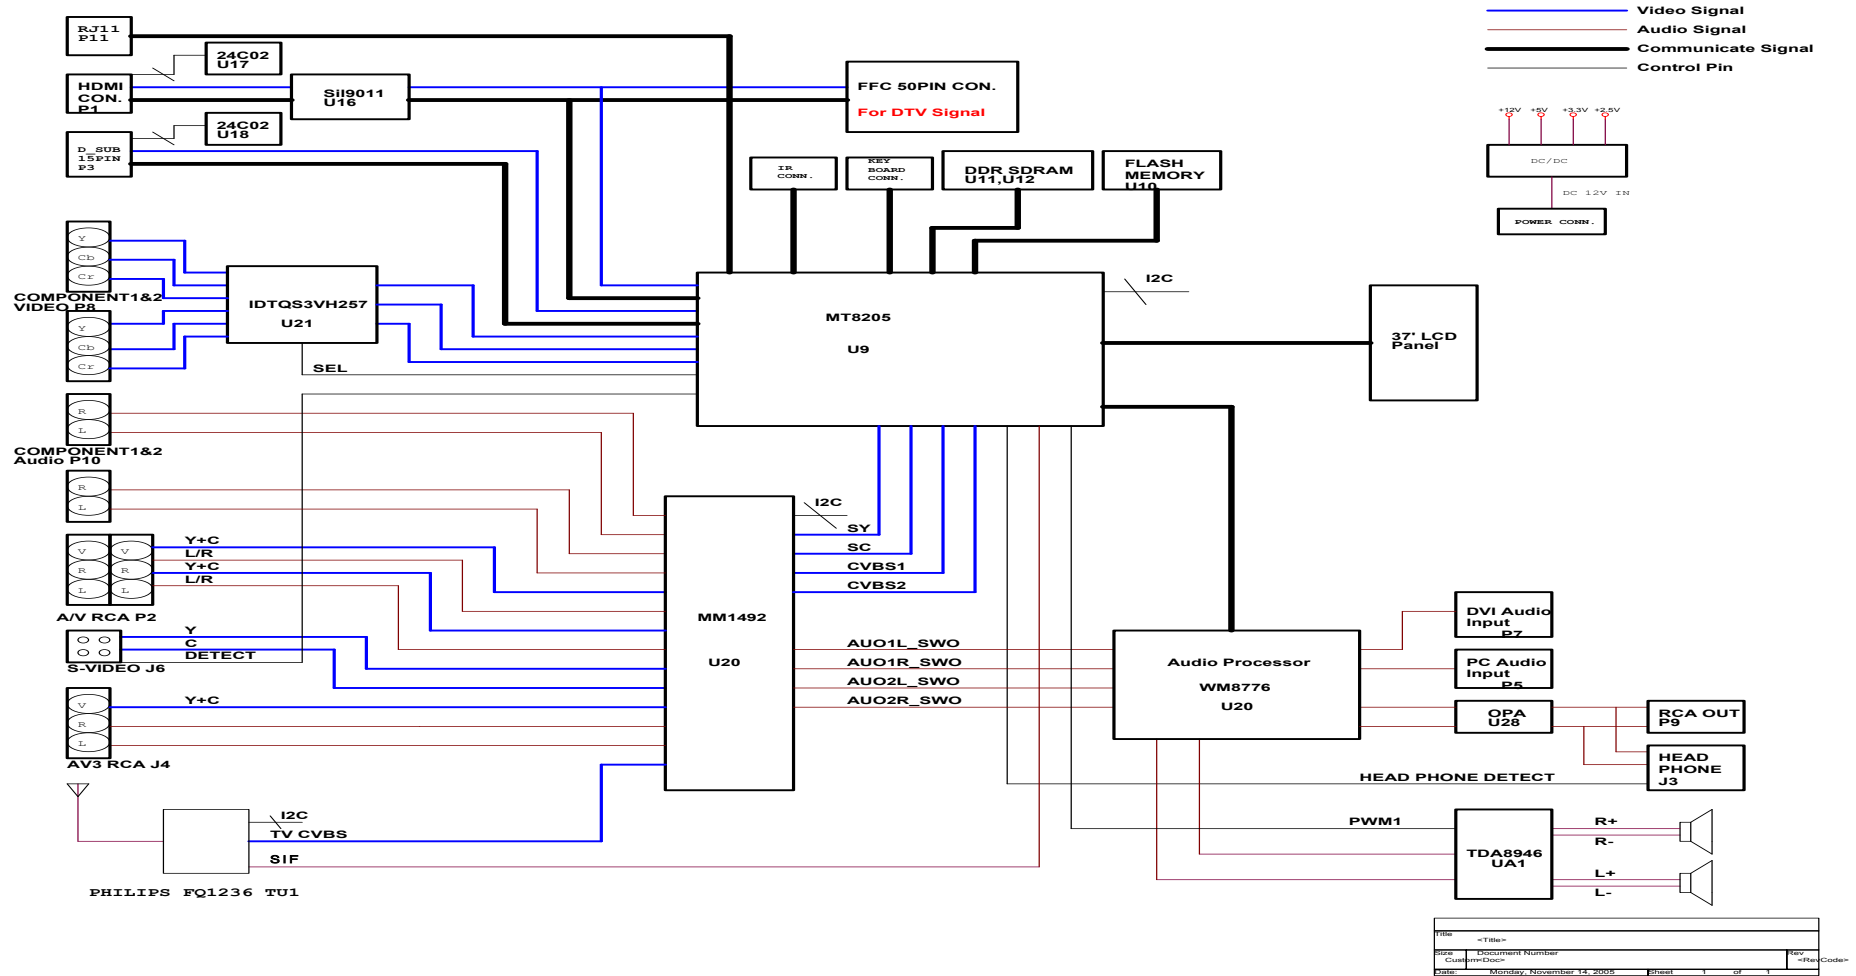 Video Signal
Audio Signal
Communicate Signal
Control Pin
RJ11
P11
24C02
U17
HDMI
CON.
P1
Sil9011
U16
FFC 50PIN CON.
For DTV Signal
24C02
U18
D_SUB
15PIN
P3
+12V +5V +3.3V +2.5V
DC/DC
DC 12V IN
POWER CONN.
IR
CONN.
KEY
BOARD
CONN.
DDR SDRAM
U11,U12
FLASH
MEMORY
U10
Y
Cb
Cr
COMPONENT1&2
VIDEO P8
Y
Cb
Cr
IDTQS3VH257
U21
SEL
MT8205
U9
I2C
37' LCD
Panel
R
L
COMPONENT1&2
Audio P10
R
L
V V
R R
L L
A/V RCA P2
Y+C
L/R
Y+C
L/R
S-VIDEO J6
Y
C
DETECT
V
R
L
AV3 RCA J4
Y+C
MM1492
U20
I2C
SY
SC
CVBS1
CVBS2
AUO1L_SWO
AUO1R_SWO
AUO2L_SWO
AUO2R_SWO
Audio Processor
WM8776
U20
DVI Audio
Input
P7
PC Audio
Input
P5
OPA
U28
RCA OUT
P9
HEAD
PHONE
J3
HEAD PHONE DETECT
PWM1
TDA8946
UA1
R+
R-
L+
L-
I2C
TV CVBS
SIF
PHILIPS FQ1236 TU1
Title
<Title>
Size Document Number Rev
Custom<Doc> <RevCode>
Date: Monday, November 14, 2005 Sheet 1 of 1